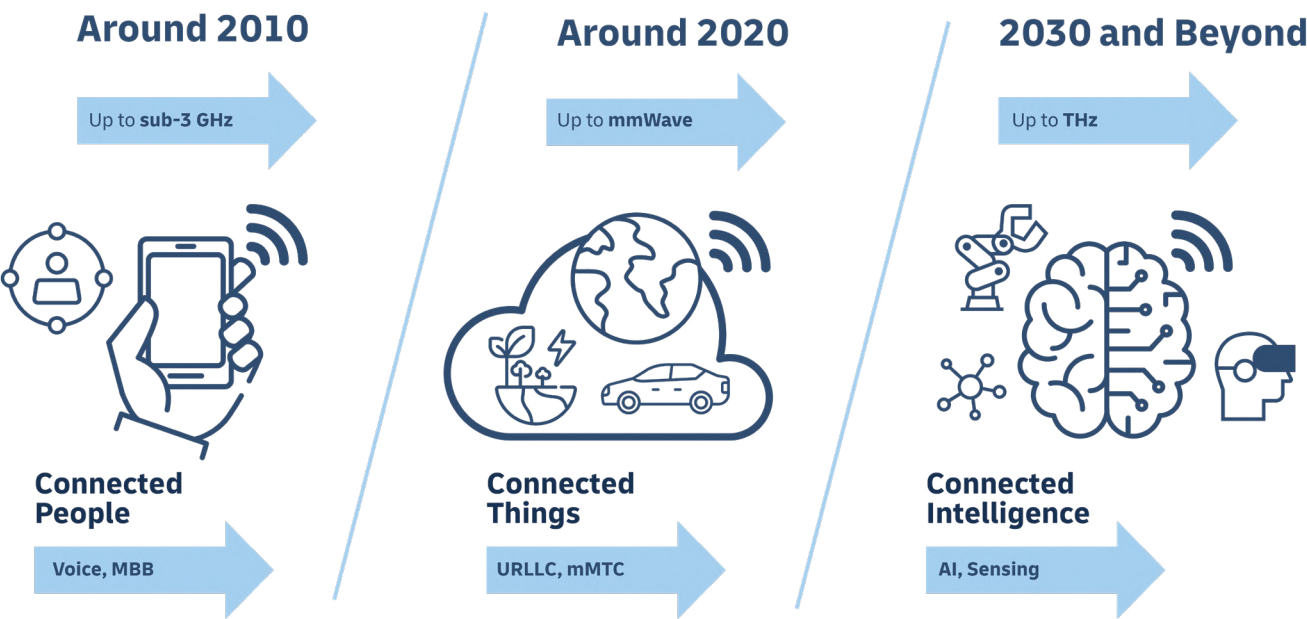 Around 2010
Up to sub-3 GHz
Connected
People
Voice, MBB
Around 2020
Up to mmWave
Connected
Things
URLLC, mMTC
2030 and Beyond
Up to THz
Connected
Intelligence
AI, Sensing